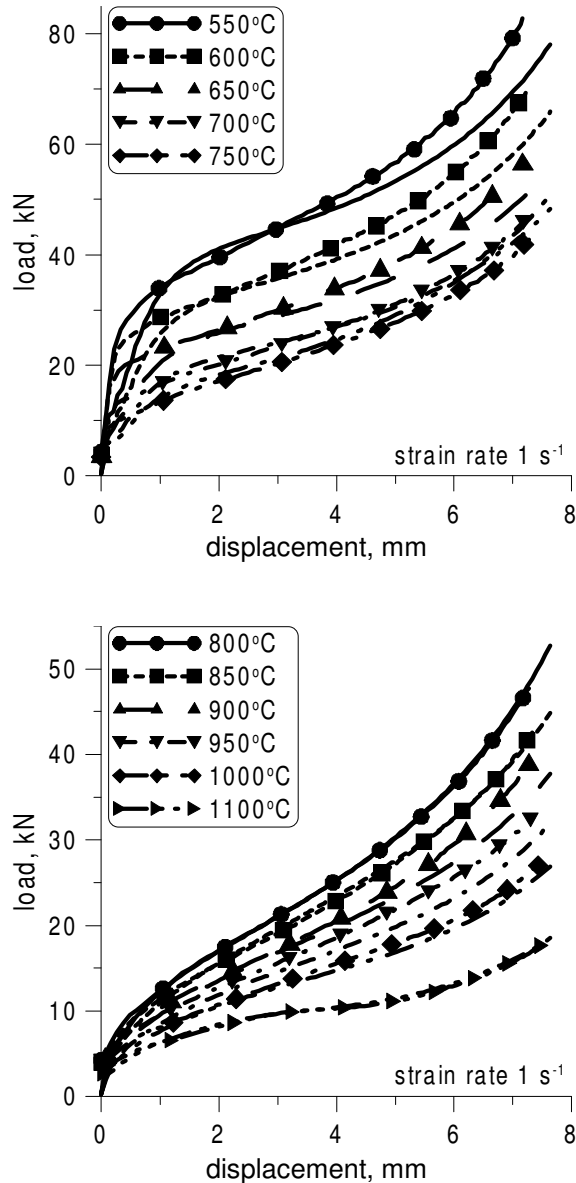 80
60
40
20
0
load, kN
550°C
600°C
650°C
700°C
750°C
strain rate 1 s⁻¹
0 2 4 6 8
displacement, mm
50
40
30
20
10
0
load, kN
800°C
850°C
900°C
950°C
1000°C
1100°C
strain rate 1 s⁻¹
0 2 4 6 8
displacement, mm